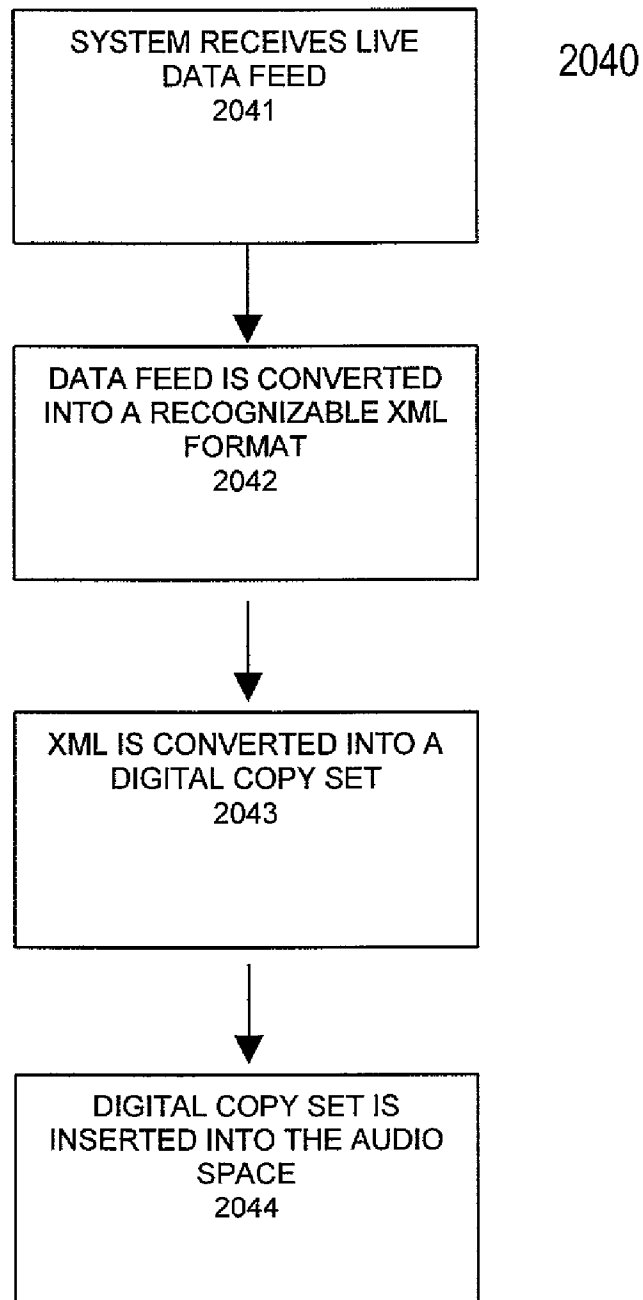 SYSTEM RECEIVES LIVE
DATA FEED
2041
2040
DATA FEED IS CONVERTED
INTO A RECOGNIZABLE XML
FORMAT
2042
XML IS CONVERTED INTO A
DIGITAL COPY SET
2043
DIGITAL COPY SET IS
INSERTED INTO THE AUDIO
SPACE
2044